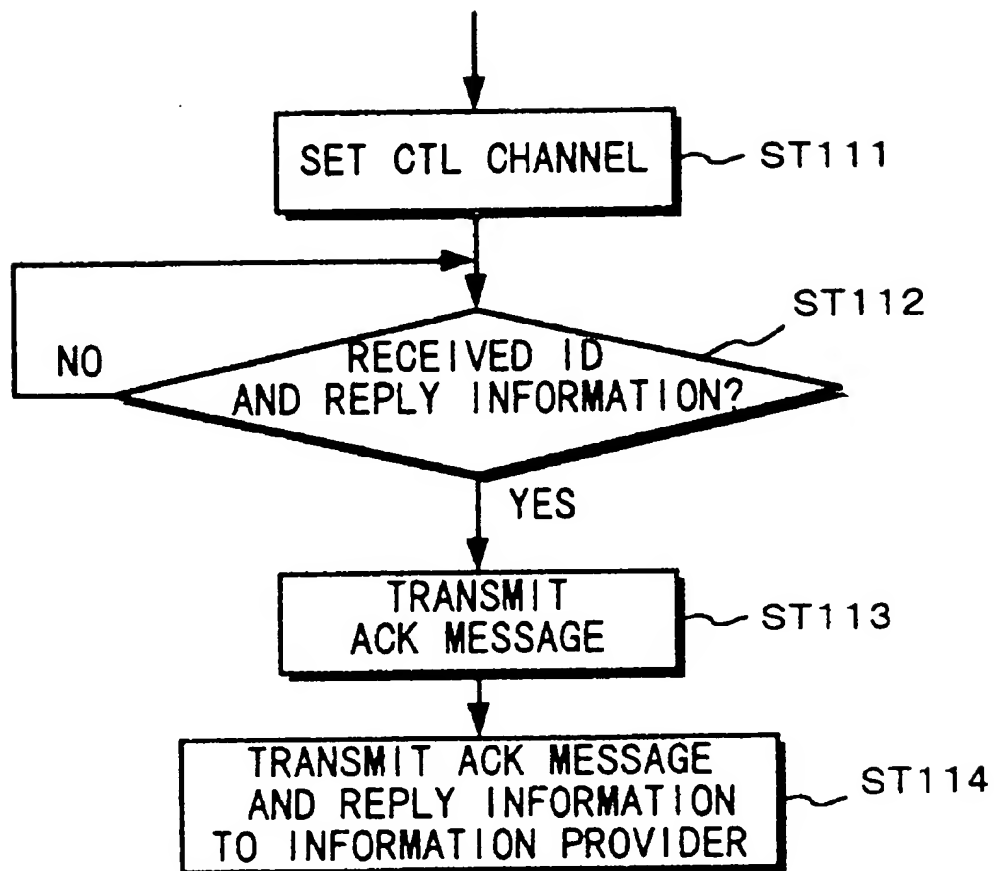 SET CTL CHANNEL
ST111
ST112
RECEIVED ID
AND REPLY INFORMATION?
NO
YES
TRANSMIT
ACK MESSAGE
ST113
TRANSMIT ACK MESSAGE
AND REPLY INFORMATION
TO INFORMATION PROVIDER
ST114